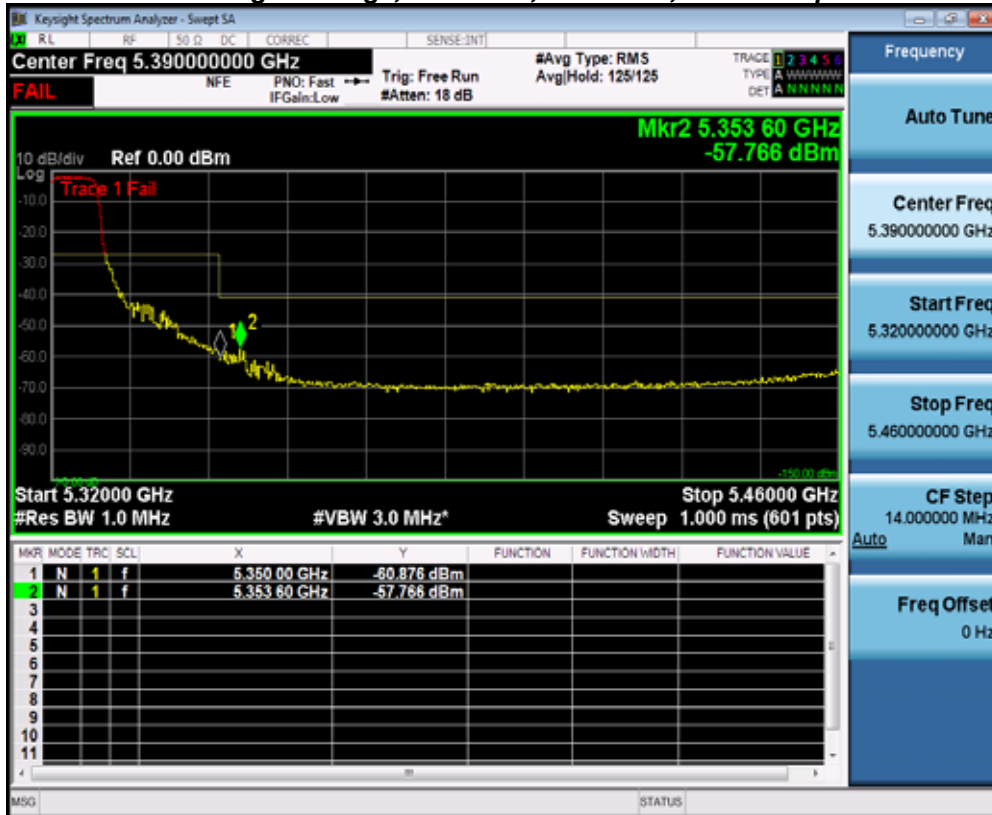 Keysight Spectrum Analyzer - Swept SA
RL RF 50 Ω DC CORREC SENSE:INT
Center Freq 5.390000000 GHz
FAIL
NFE PNO: Fast
IFGain:Low
Trig: Free Run
#Atten: 18 dB
#Avg Type: RMS
Avg|Hold: 125/125
TRACE 1 2 3 4 5 6
TYPE A WWWWW
DET A NNNNN
Mkr2 5.353 60 GHz
-57.766 dBm
10 dB/div Ref 0.00 dBm
Log
Trace 1 Fail
-10.0
-20.0
-30.0
-40.0
-50.0
-60.0
-70.0
-80.0
-90.0
1 2
-150.00 dBm
Start 5.32000 GHz Stop 5.46000 GHz
#Res BW 1.0 MHz #VBW 3.0 MHz* Sweep 1.000 ms (601 pts)
MKR MODE TRC SCL X Y FUNCTION FUNCTION WIDTH FUNCTION VALUE
1 N 1 f 5.350 00 GHz -60.876 dBm
2 N 1 f 5.353 60 GHz -57.766 dBm
3
4
5
6
7
8
9
10
11
MSG STATUS
Frequency
Auto Tune
Center Freq
5.390000000 GHz
Start Freq
5.320000000 GHz
Stop Freq
5.460000000 GHz
CF Step
14.000000 MHz
Auto Man
Freq Offset
0 Hz